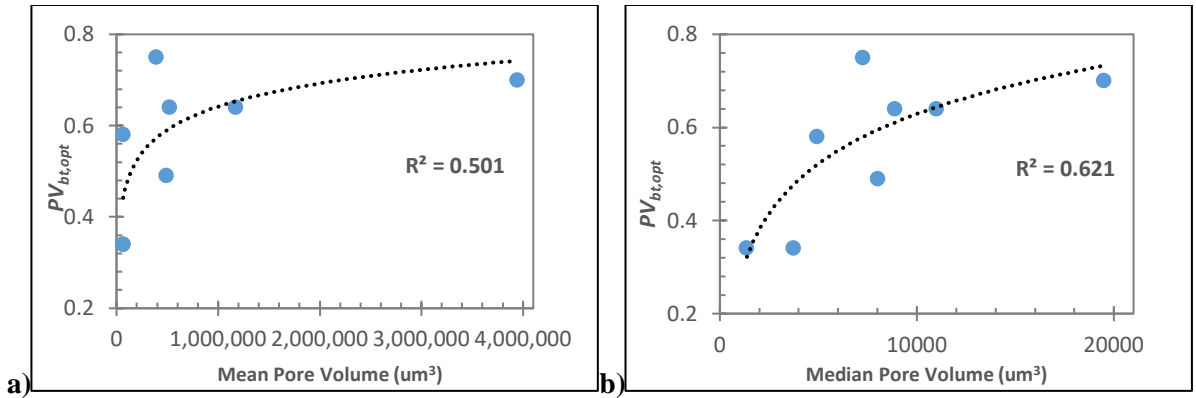 0.8
0.6
0.4
0.2
PV_bt,opt
R² = 0.501
0
1,000,000
2,000,000
3,000,000
4,000,000
Mean Pore Volume (um³)
a)
0.8
0.6
0.4
0.2
PV_bt,opt
R² = 0.621
0
10000
20000
Median Pore Volume (um³)
b)